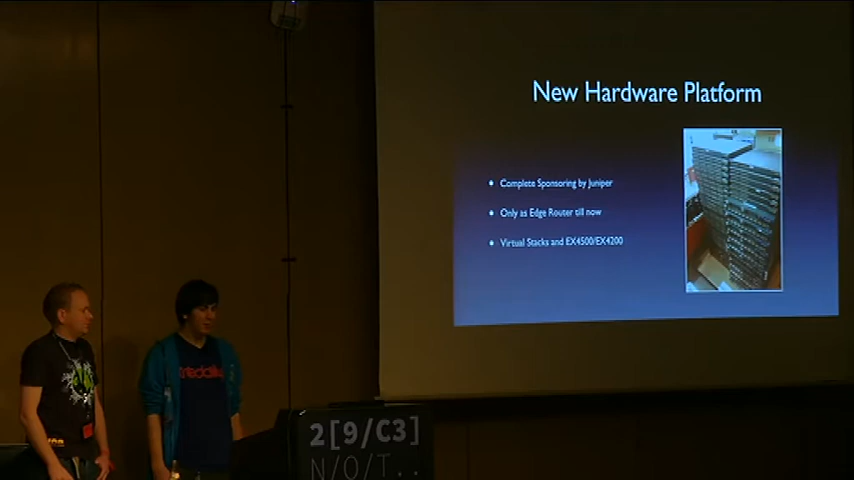 New Hardware Platform
• Complete Sponsoring by Juniper
• Only as Edge Router till now
• Virtual Stacks and EX4500/EX4200
2[9/C3]
N/O/T..